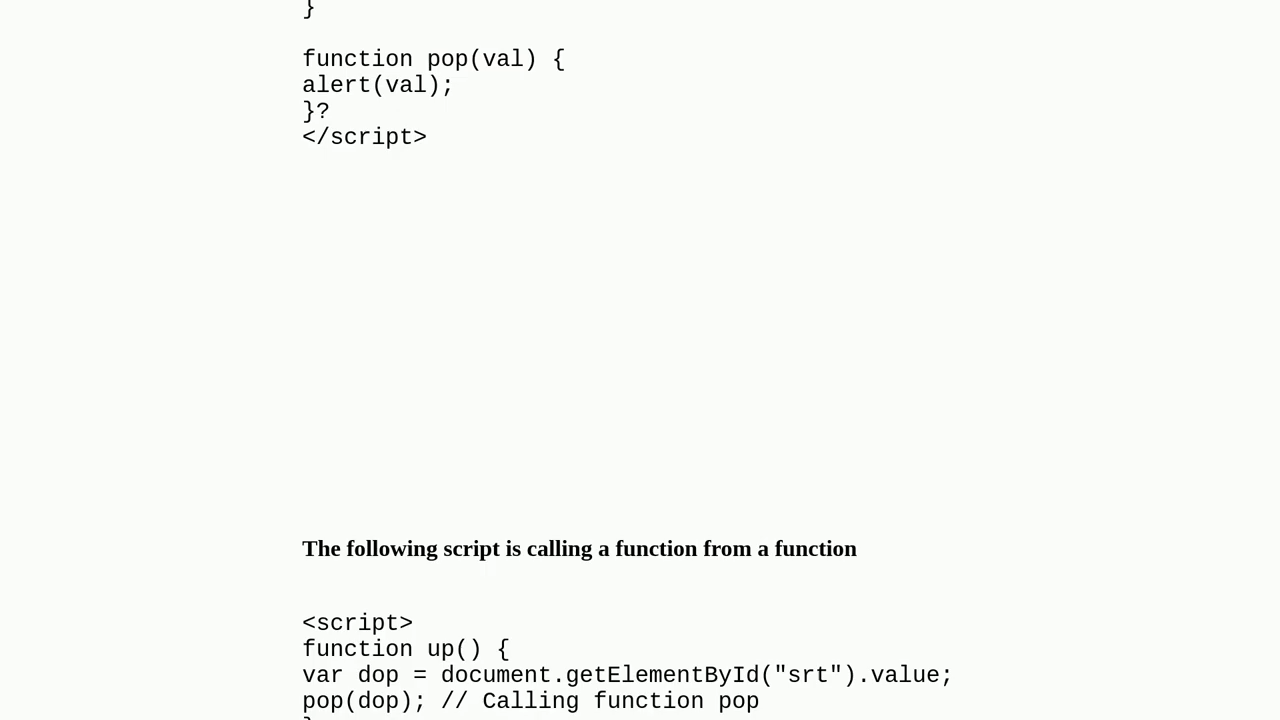 }
function pop(val) {
alert(val);
}?
</script>
The following script is calling a function from a function
<script>
function up() {
var dop = document.getElementById("srt").value;
pop(dop); // Calling function pop
}